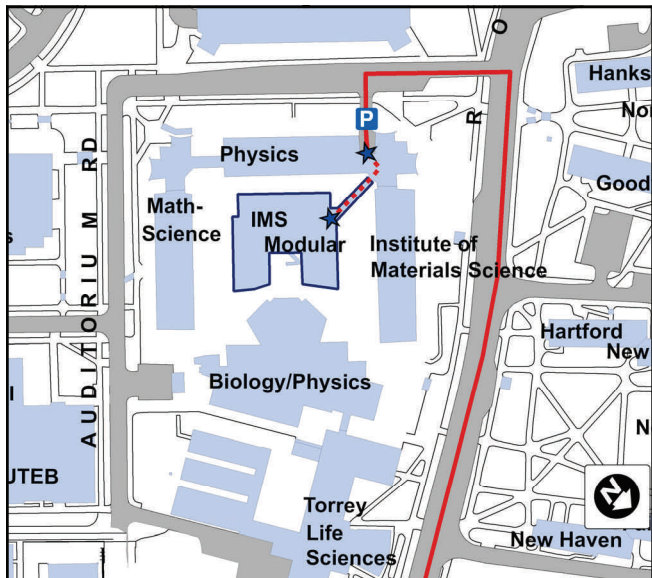 O
R
Hanks
Nor
P
Physics
Good
Math-
Science
IMS
Modular
Institute of
Materials Science
AUDITORIUM RD
Hartford
New
Biology/Physics
N
I
UTEB
Torrey
Life
Sciences
N
New Haven